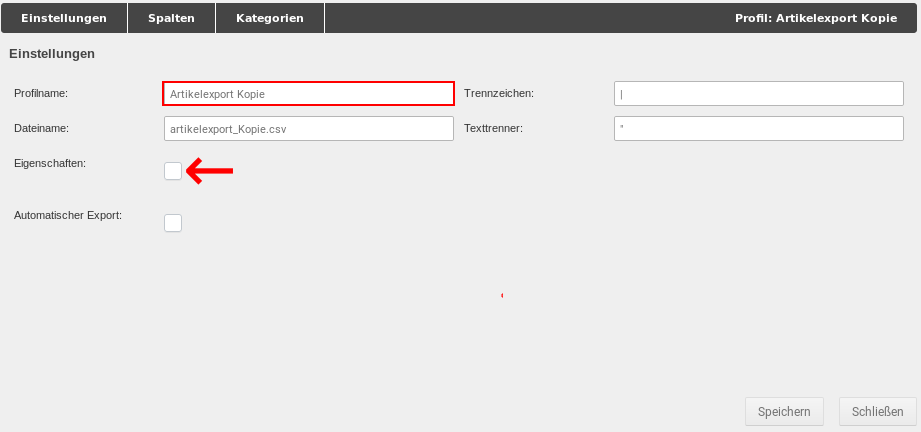 Einstellungen Spalten Kategorien Profil: Artikelexport Kopie
Einstellungen
Profilname: Artikelexport Kopie Trennzeichen: |
Dateiname: artikelexport_Kopie.csv Texttrenner: "
Eigenschaften:
Automatischer Export:
Speichern Schließen